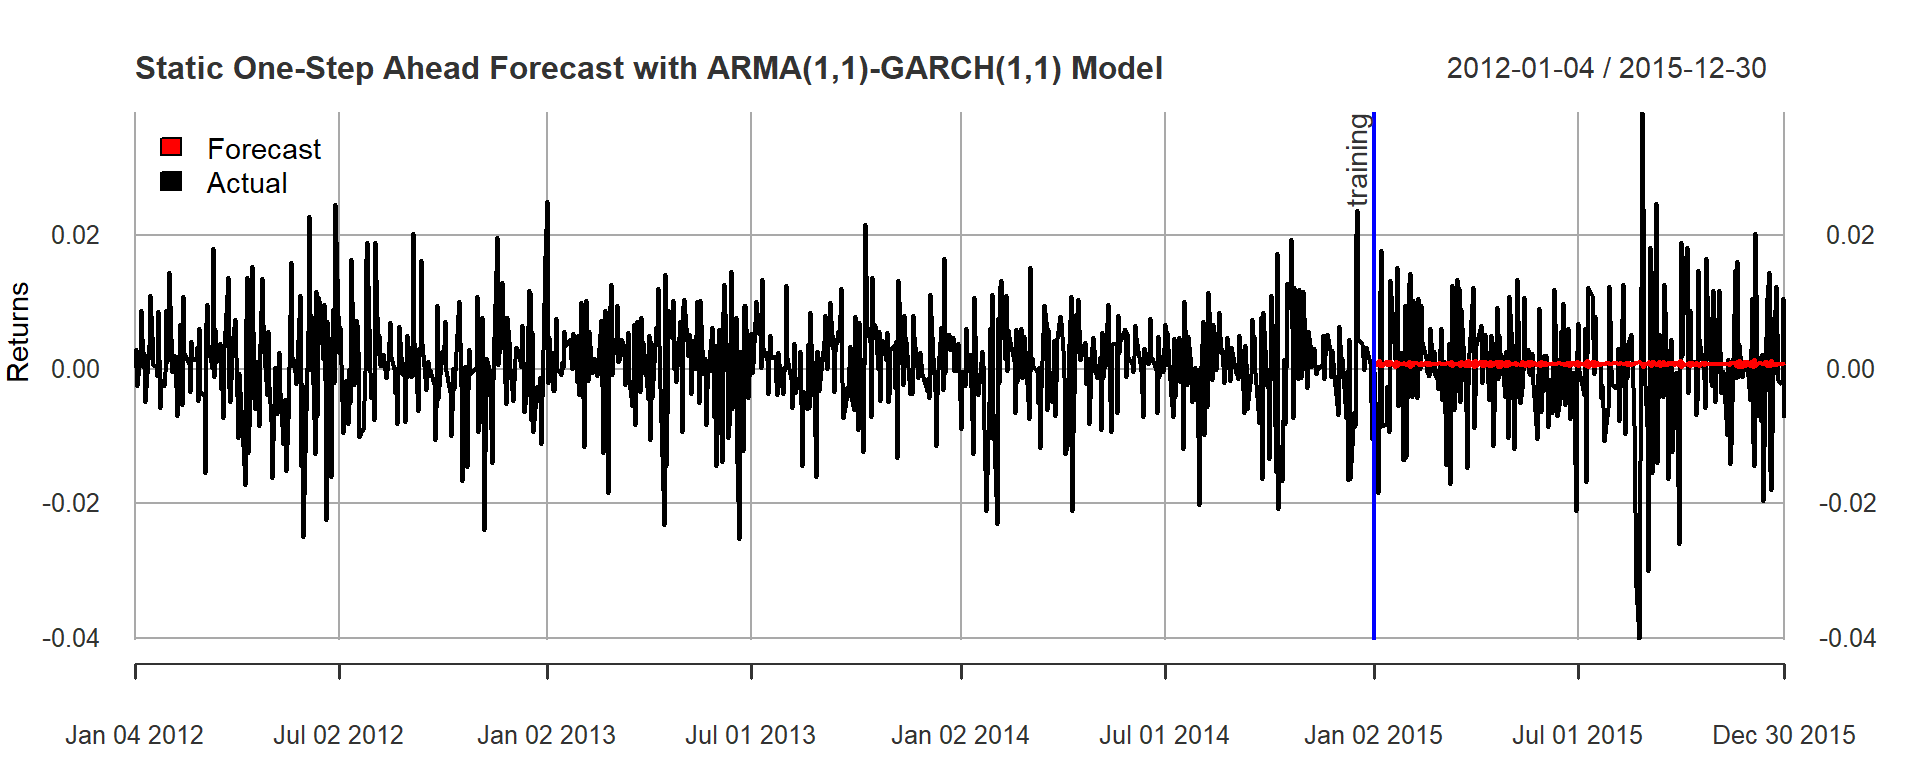 Static One-Step Ahead Forecast with ARMA(1,1)-GARCH(1,1) Model
2012-01-04 / 2015-12-30
training
Forecast
Actual
Returns
0.02
0.00
-0.02
-0.04
0.02
0.00
-0.02
-0.04
Jan 04 2012
Jul 02 2012
Jan 02 2013
Jul 01 2013
Jan 02 2014
Jul 01 2014
Jan 02 2015
Jul 01 2015
Dec 30 2015